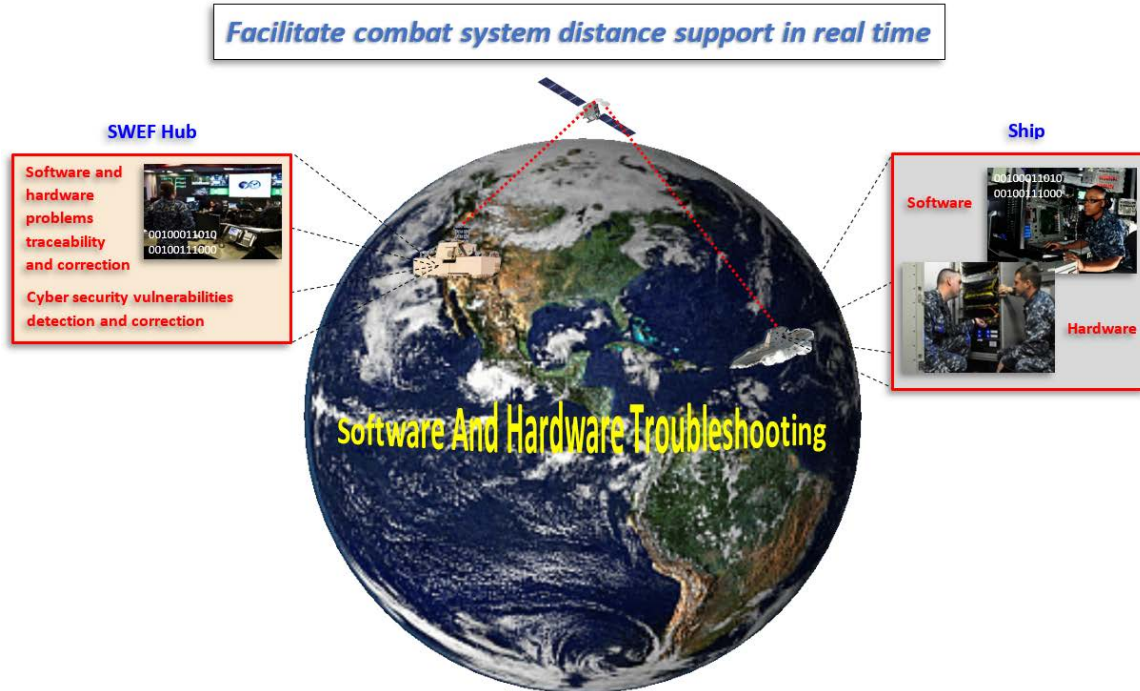 Facilitate combat system distance support in real time
SWEF Hub
Software and
hardware
problems
traceability
and correction
00100011010
00100111000
Cyber security vulnerabilities
detection and correction
Ship
Software
00100011010
00100111000
Hardware
Software And Hardware Troubleshooting